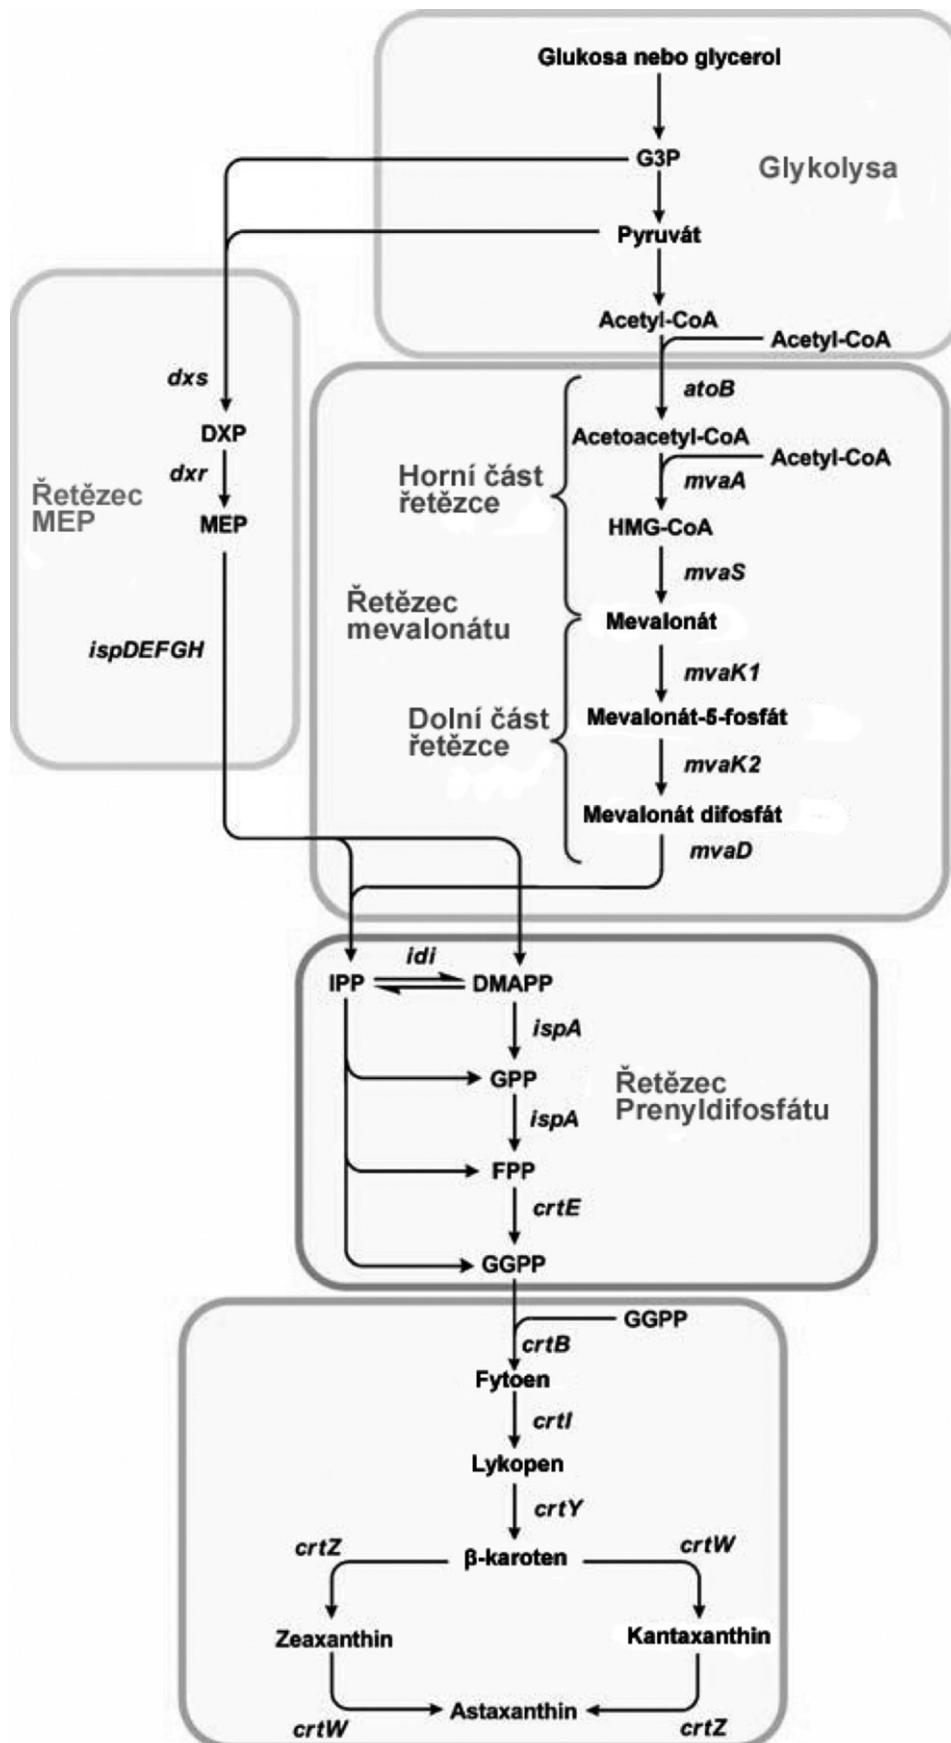 Glukosa nebo glycerol
G3P
Glykolysa
Pyruvát
Acetyl-CoA
Acetyl-CoA
dxs
atoB
DXP
Acetoacetyl-CoA
Acetyl-CoA
dxr
mvaA
Řetězec
MEP
Horní část
řetězce
MEP
HMG-CoA
mvaS
Řetězec
mevalonátu
Mevalonát
ispDEFGH
mvaK1
Dolní část
řetězce
Mevalonát-5-fosfát
mvaK2
Mevalonát difosfát
mvaD
idi
IPP
DMAPP
ispA
GPP
Řetězec
Prenyldifosfátu
ispA
FPP
crtE
GGPP
GGPP
crtB
Fytoen
crtI
Lykopen
crtY
crtZ
β-karoten
crtW
Zeaxanthin
Kantaxanthin
Astaxanthin
crtW
crtZ